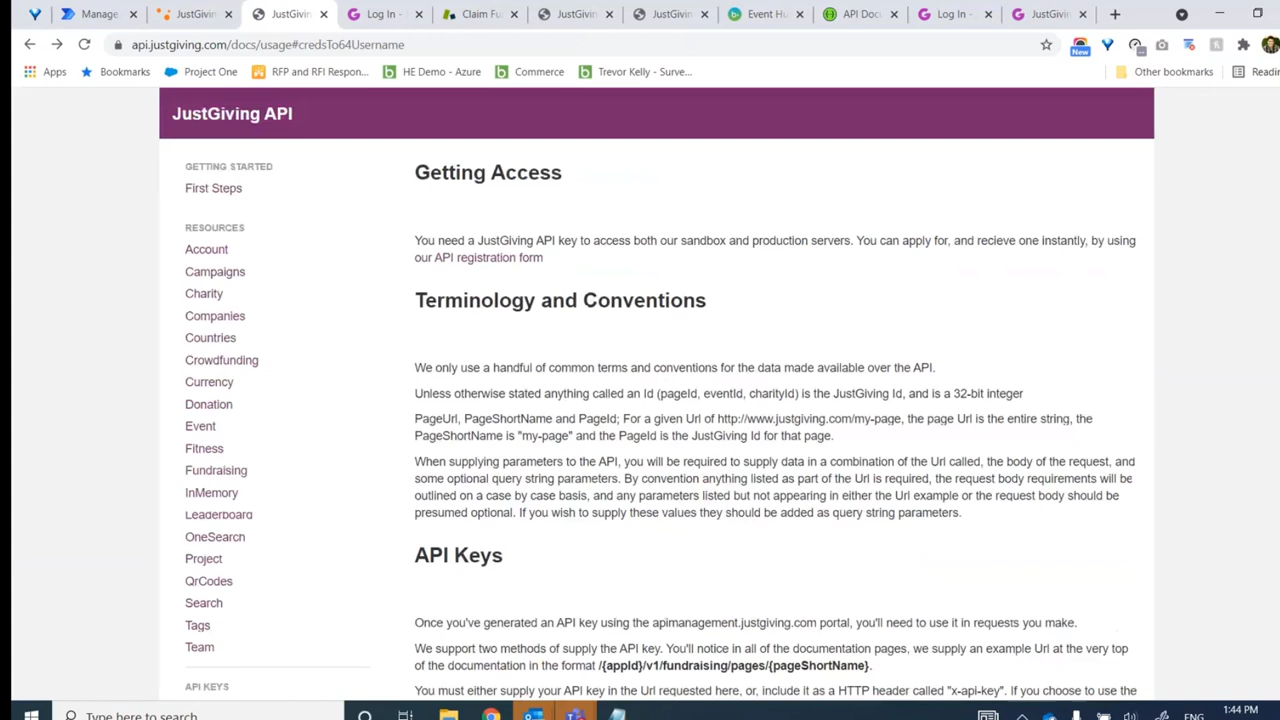 Manage
JustGiving
JustGiving
Log In -
Claim Fu
JustGiving
JustGiving
Event Hu
API Doc
Log In -
JustGiving
api.justgiving.com/docs/usage#credsTo64Username
New
Apps
Bookmarks
Project One
RFP and RFI Respon...
HE Demo - Azure
Commerce
Trevor Kelly - Surve...
Other bookmarks
Readin
JustGiving API
GETTING STARTED
First Steps
RESOURCES
Account
Campaigns
Charity
Companies
Countries
Crowdfunding
Currency
Donation
Event
Fitness
Fundraising
InMemory
Leaderboard
OneSearch
Project
QrCodes
Search
Tags
Team
API KEYS
Getting Access
You need a JustGiving API key to access both our sandbox and production servers. You can apply for, and recieve one instantly, by using
our API registration form
Terminology and Conventions
We only use a handful of common terms and conventions for the data made available over the API.
Unless otherwise stated anything called an Id (pageId, eventId, charityId) is the JustGiving Id, and is a 32-bit integer
PageUrl, PageShortName and PageId; For a given Url of http://www.justgiving.com/my-page, the page Url is the entire string, the
PageShortName is "my-page" and the PageId is the JustGiving Id for that page.
When supplying parameters to the API, you will be required to supply data in a combination of the Url called, the body of the request, and
some optional query string parameters. By convention anything listed as part of the Url is required, the request body requirements will be
outlined on a case by case basis, and any parameters listed but not appearing in either the Url example or the request body should be
presumed optional. If you wish to supply these values they should be added as query string parameters.
API Keys
Once you've generated an API key using the apimanagement.justgiving.com portal, you'll need to use it in requests you make.
We support two methods of supply the API key. You'll notice in all of the documentation pages, we supply an example Url at the very top
of the documentation in the format /{appId}/v1/fundraising/pages/{pageShortName}.
You must either supply your API key in the Url requested here, or, include it as a HTTP header called "x-api-key". If you choose to use the
Type here to search
ENG
1:44 PM